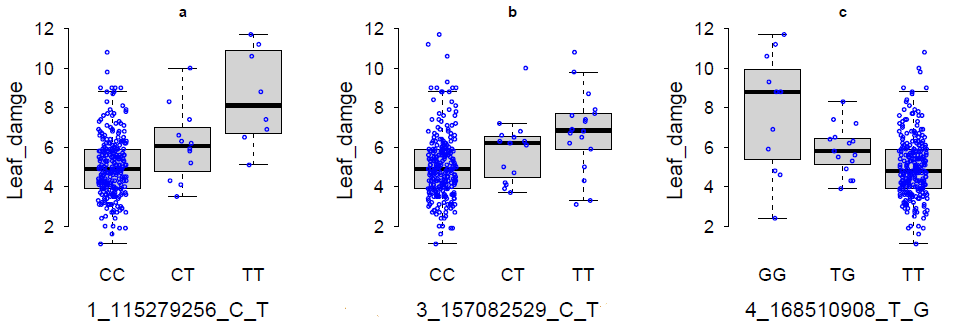 a
Leaf_damge
12
10
8
6
4
2
CC CT TT
1_115279256_C_T
b
Leaf_damge
12
10
8
6
4
2
CC CT TT
3_157082529_C_T
c
Leaf_damge
12
10
8
6
4
2
GG TG TT
4_168510908_T_G